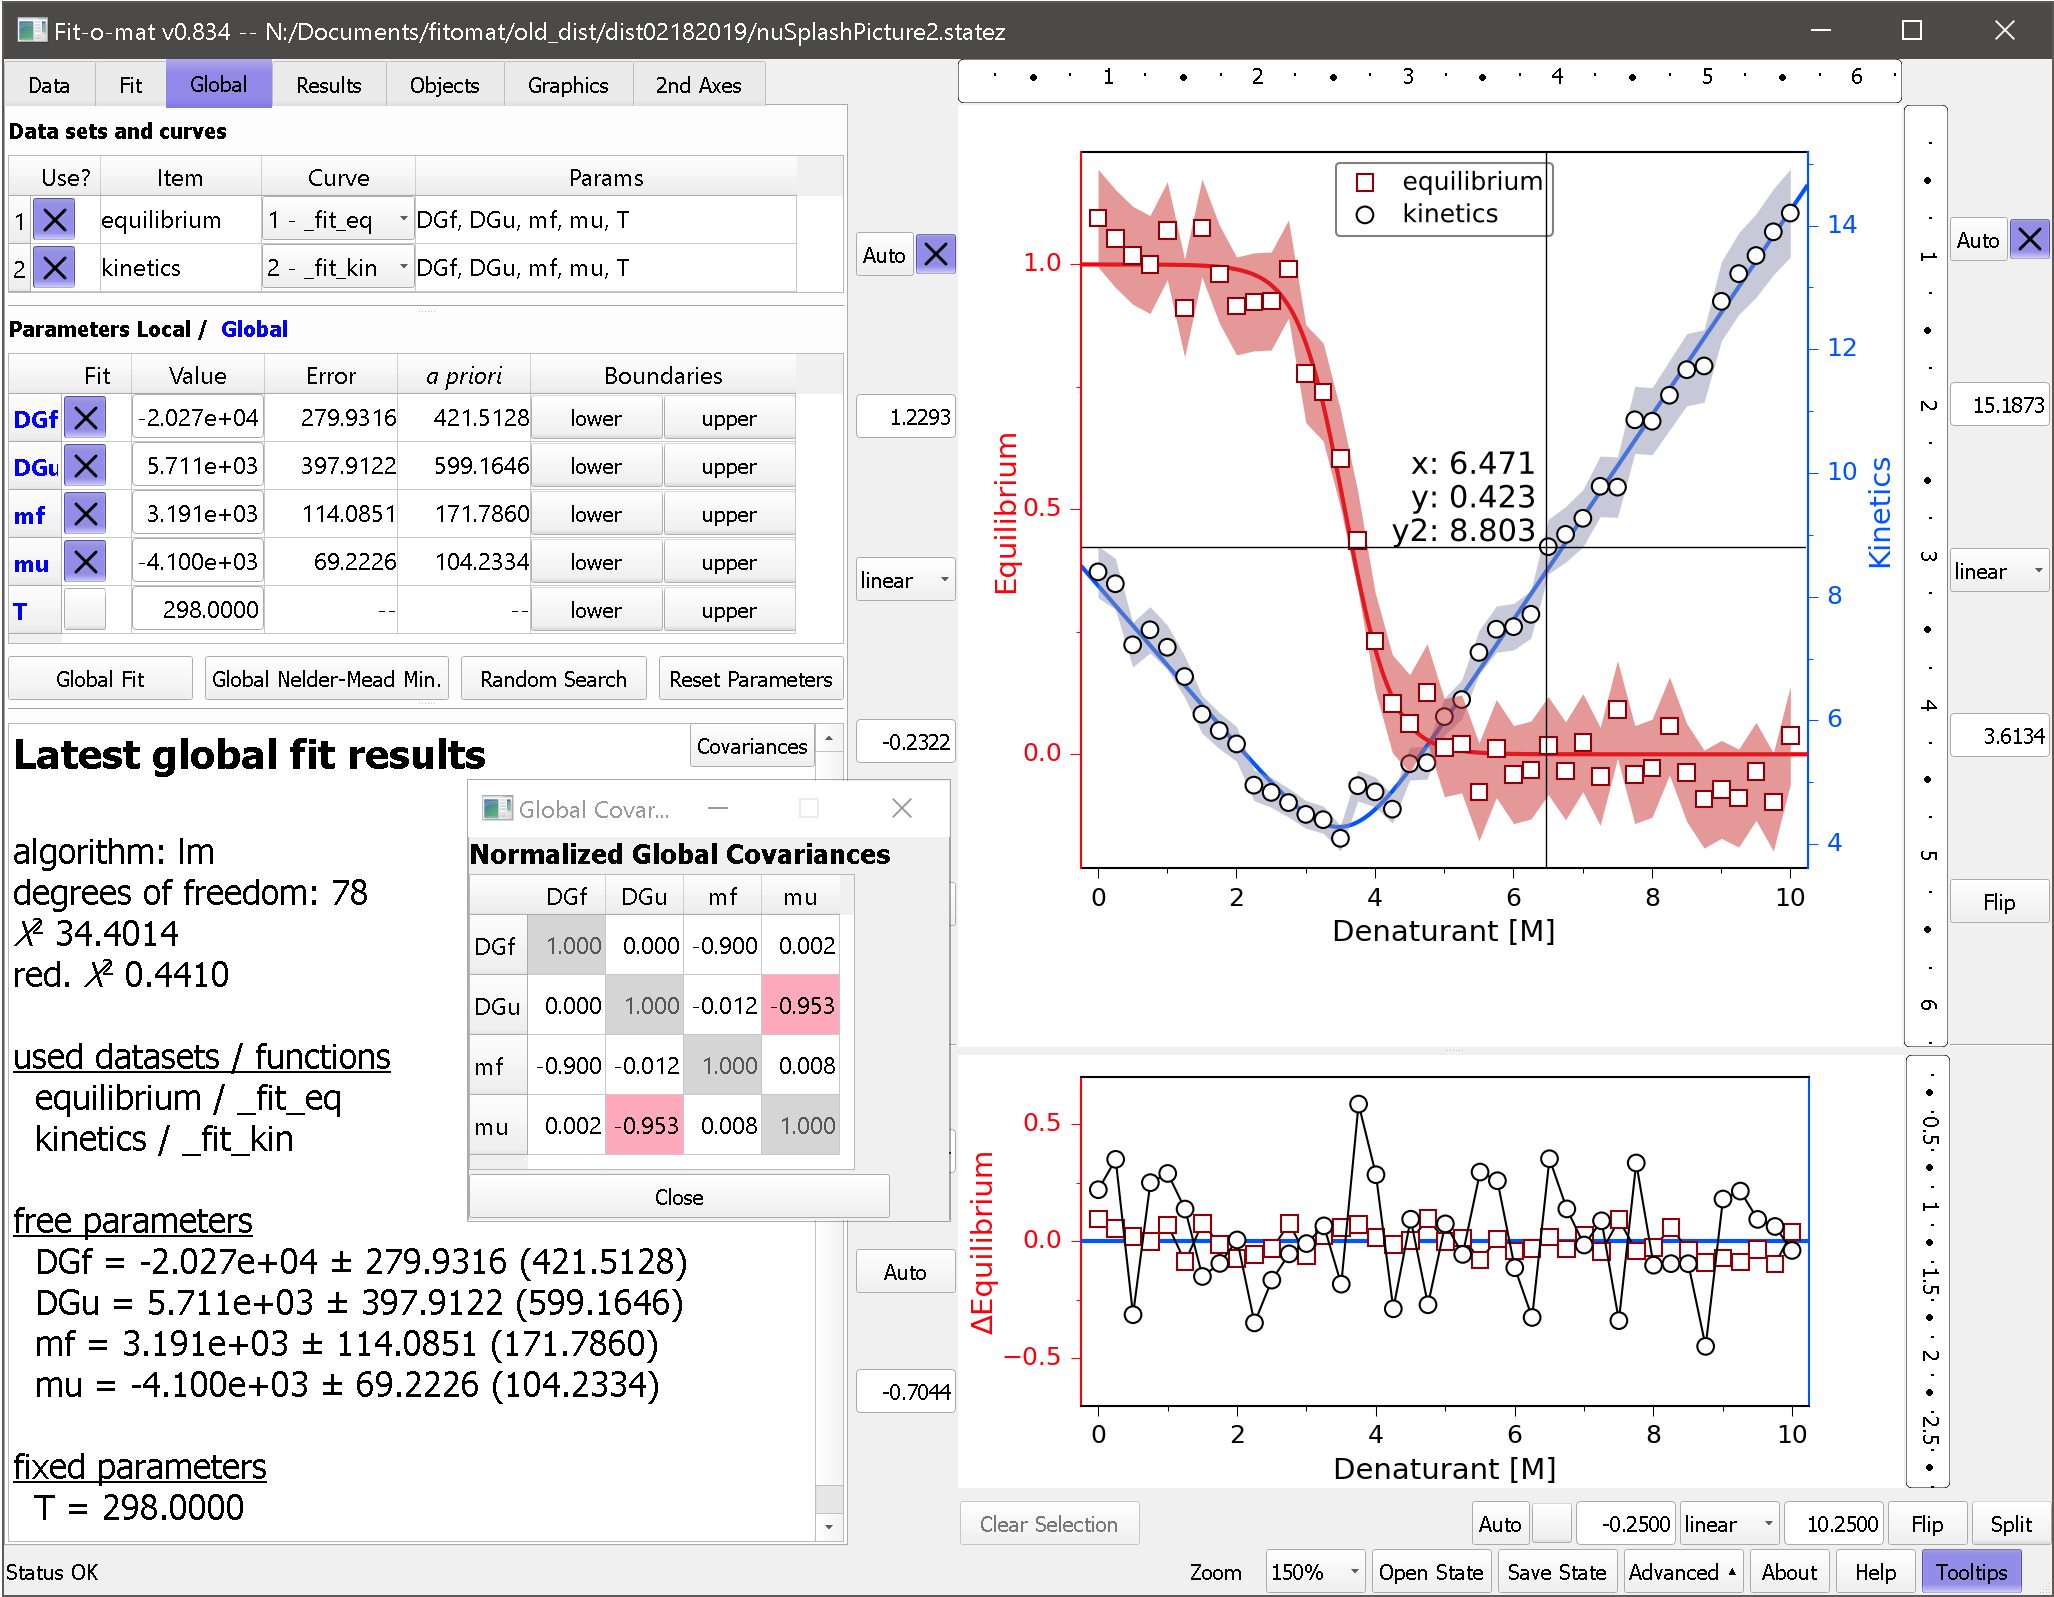 Fit-o-mat v0.834 -- N:/Documents/fitomat/old_dist/dist02182019/nuSplashPicture2.statez
Data Fit Global Results Objects Graphics 2nd Axes
Data sets and curves
Use? Item Curve Params
1 equilibrium 1 - _fit_eq DGf, DGu, mf, mu, T
2 kinetics 2 - _fit_kin DGf, DGu, mf, mu, T
Parameters Local / Global
Fit Value Error a priori Boundaries
DGf -2.027e+04 279.9316 421.5128 lower upper
DGu 5.711e+03 397.9122 599.1646 lower upper
mf 3.191e+03 114.0851 171.7860 lower upper
mu -4.100e+03 69.2226 104.2334 lower upper
T 298.0000 -- -- lower upper
Global Fit Global Nelder-Mead Min. Random Search Reset Parameters
Latest global fit results
Covariances
algorithm: lm
degrees of freedom: 78
X² 34.4014
red. X² 0.4410
used datasets / functions
equilibrium / _fit_eq
kinetics / _fit_kin
free parameters
DGf = -2.027e+04 ± 279.9316 (421.5128)
DGu = 5.711e+03 ± 397.9122 (599.1646)
mf = 3.191e+03 ± 114.0851 (171.7860)
mu = -4.100e+03 ± 69.2226 (104.2334)
fixed parameters
T = 298.0000
Status OK
Global Covar...
Normalized Global Covariances
DGf DGu mf mu
DGf 1.000 0.000 -0.900 0.002
DGu 0.000 1.000 -0.012 -0.953
mf -0.900 -0.012 1.000 0.008
mu 0.002 -0.953 0.008 1.000
Close
Auto
1.2293
linear
-0.2322
Auto
-0.7044
1 2 3 4 5 6
equilibrium
kinetics
1.0
0.5
0.0
Equilibrium
x: 6.471
y: 0.423
y2: 8.803
14
12
10
8
6
4
Kinetics
0 2 4 6 8 10
Denaturant [M]
1
2
3
4
5
6
Auto
15.1873
linear
3.6134
Flip
0.5
0.0
−0.5
ΔEquilibrium
0 2 4 6 8 10
Denaturant [M]
0.5
1
1.5
2
2.5
Clear Selection Auto -0.2500 linear 10.2500 Flip Split
Zoom 150% Open State Save State Advanced About Help Tooltips